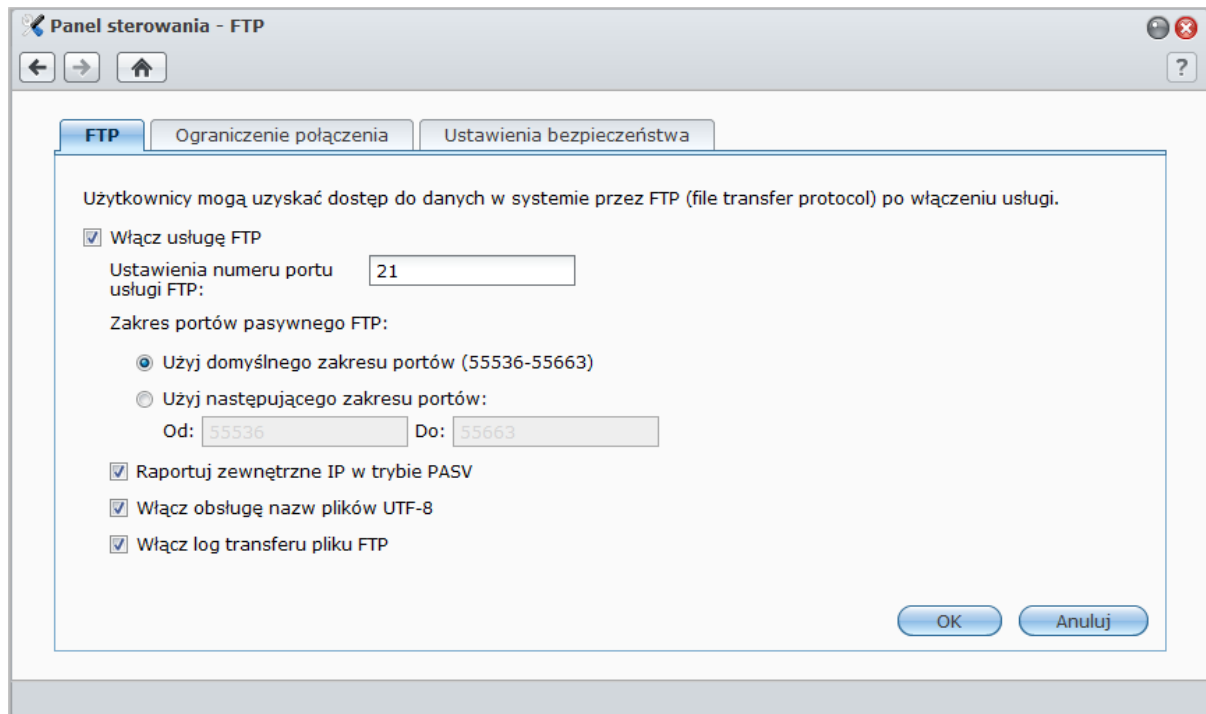 Panel sterowania - FTP
?
FTP
Ograniczenie połączenia
Ustawienia bezpieczeństwa
Użytkownicy mogą uzyskać dostęp do danych w systemie przez FTP (file transfer protocol) po włączeniu usługi.
Włącz usługę FTP
Ustawienia numeru portu
usługi FTP:
21
Zakres portów pasywnego FTP:
Użyj domyślnego zakresu portów (55536-55663)
Użyj następującego zakresu portów:
Od: 55536 Do: 55663
Raportuj zewnętrzne IP w trybie PASV
Włącz obsługę nazw plików UTF-8
Włącz log transferu pliku FTP
OK
Anuluj